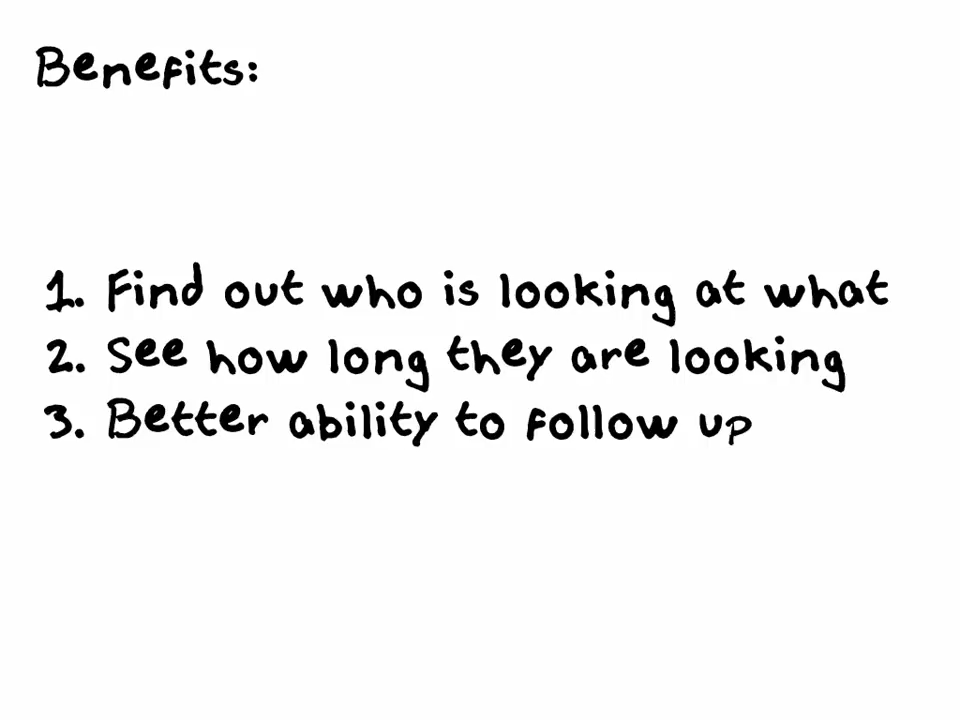 Benefits:
1. Find out who is looking at what
2. See how long they are looking
3. Better ability to follow up